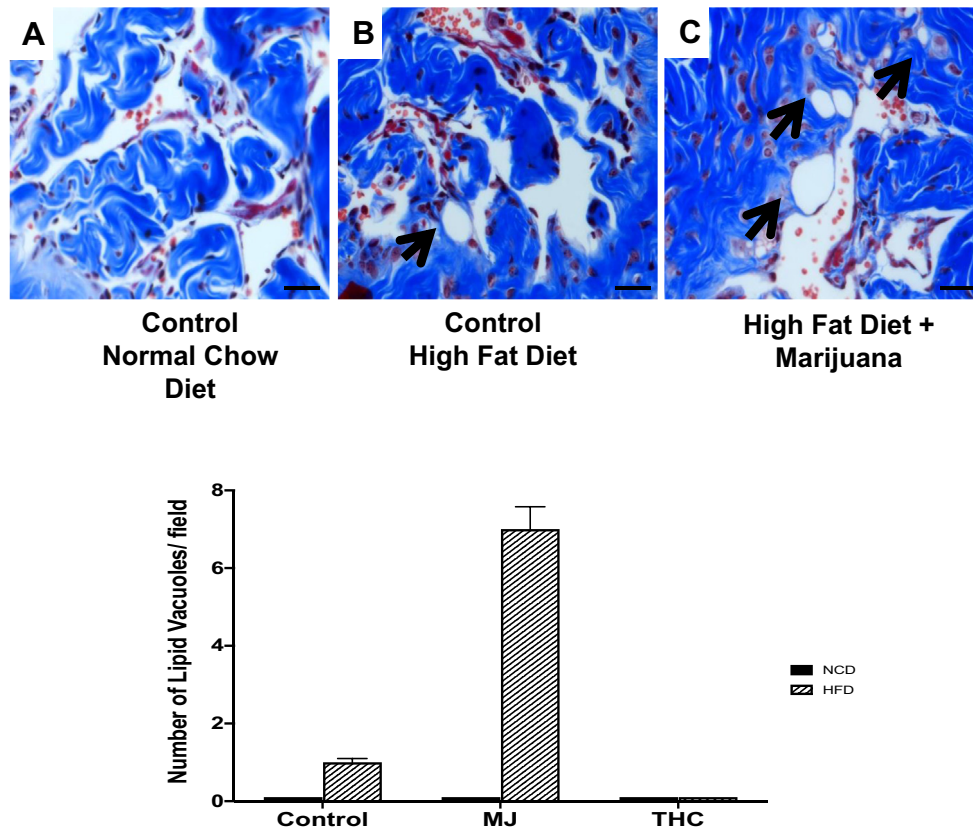 A
B
C
Control
Normal Chow
Diet
Control
High Fat Diet
High Fat Diet +
Marijuana
Number of Lipid Vacuoles/ field
8
6
4
2
0
Control
MJ
THC
NCD
HFD